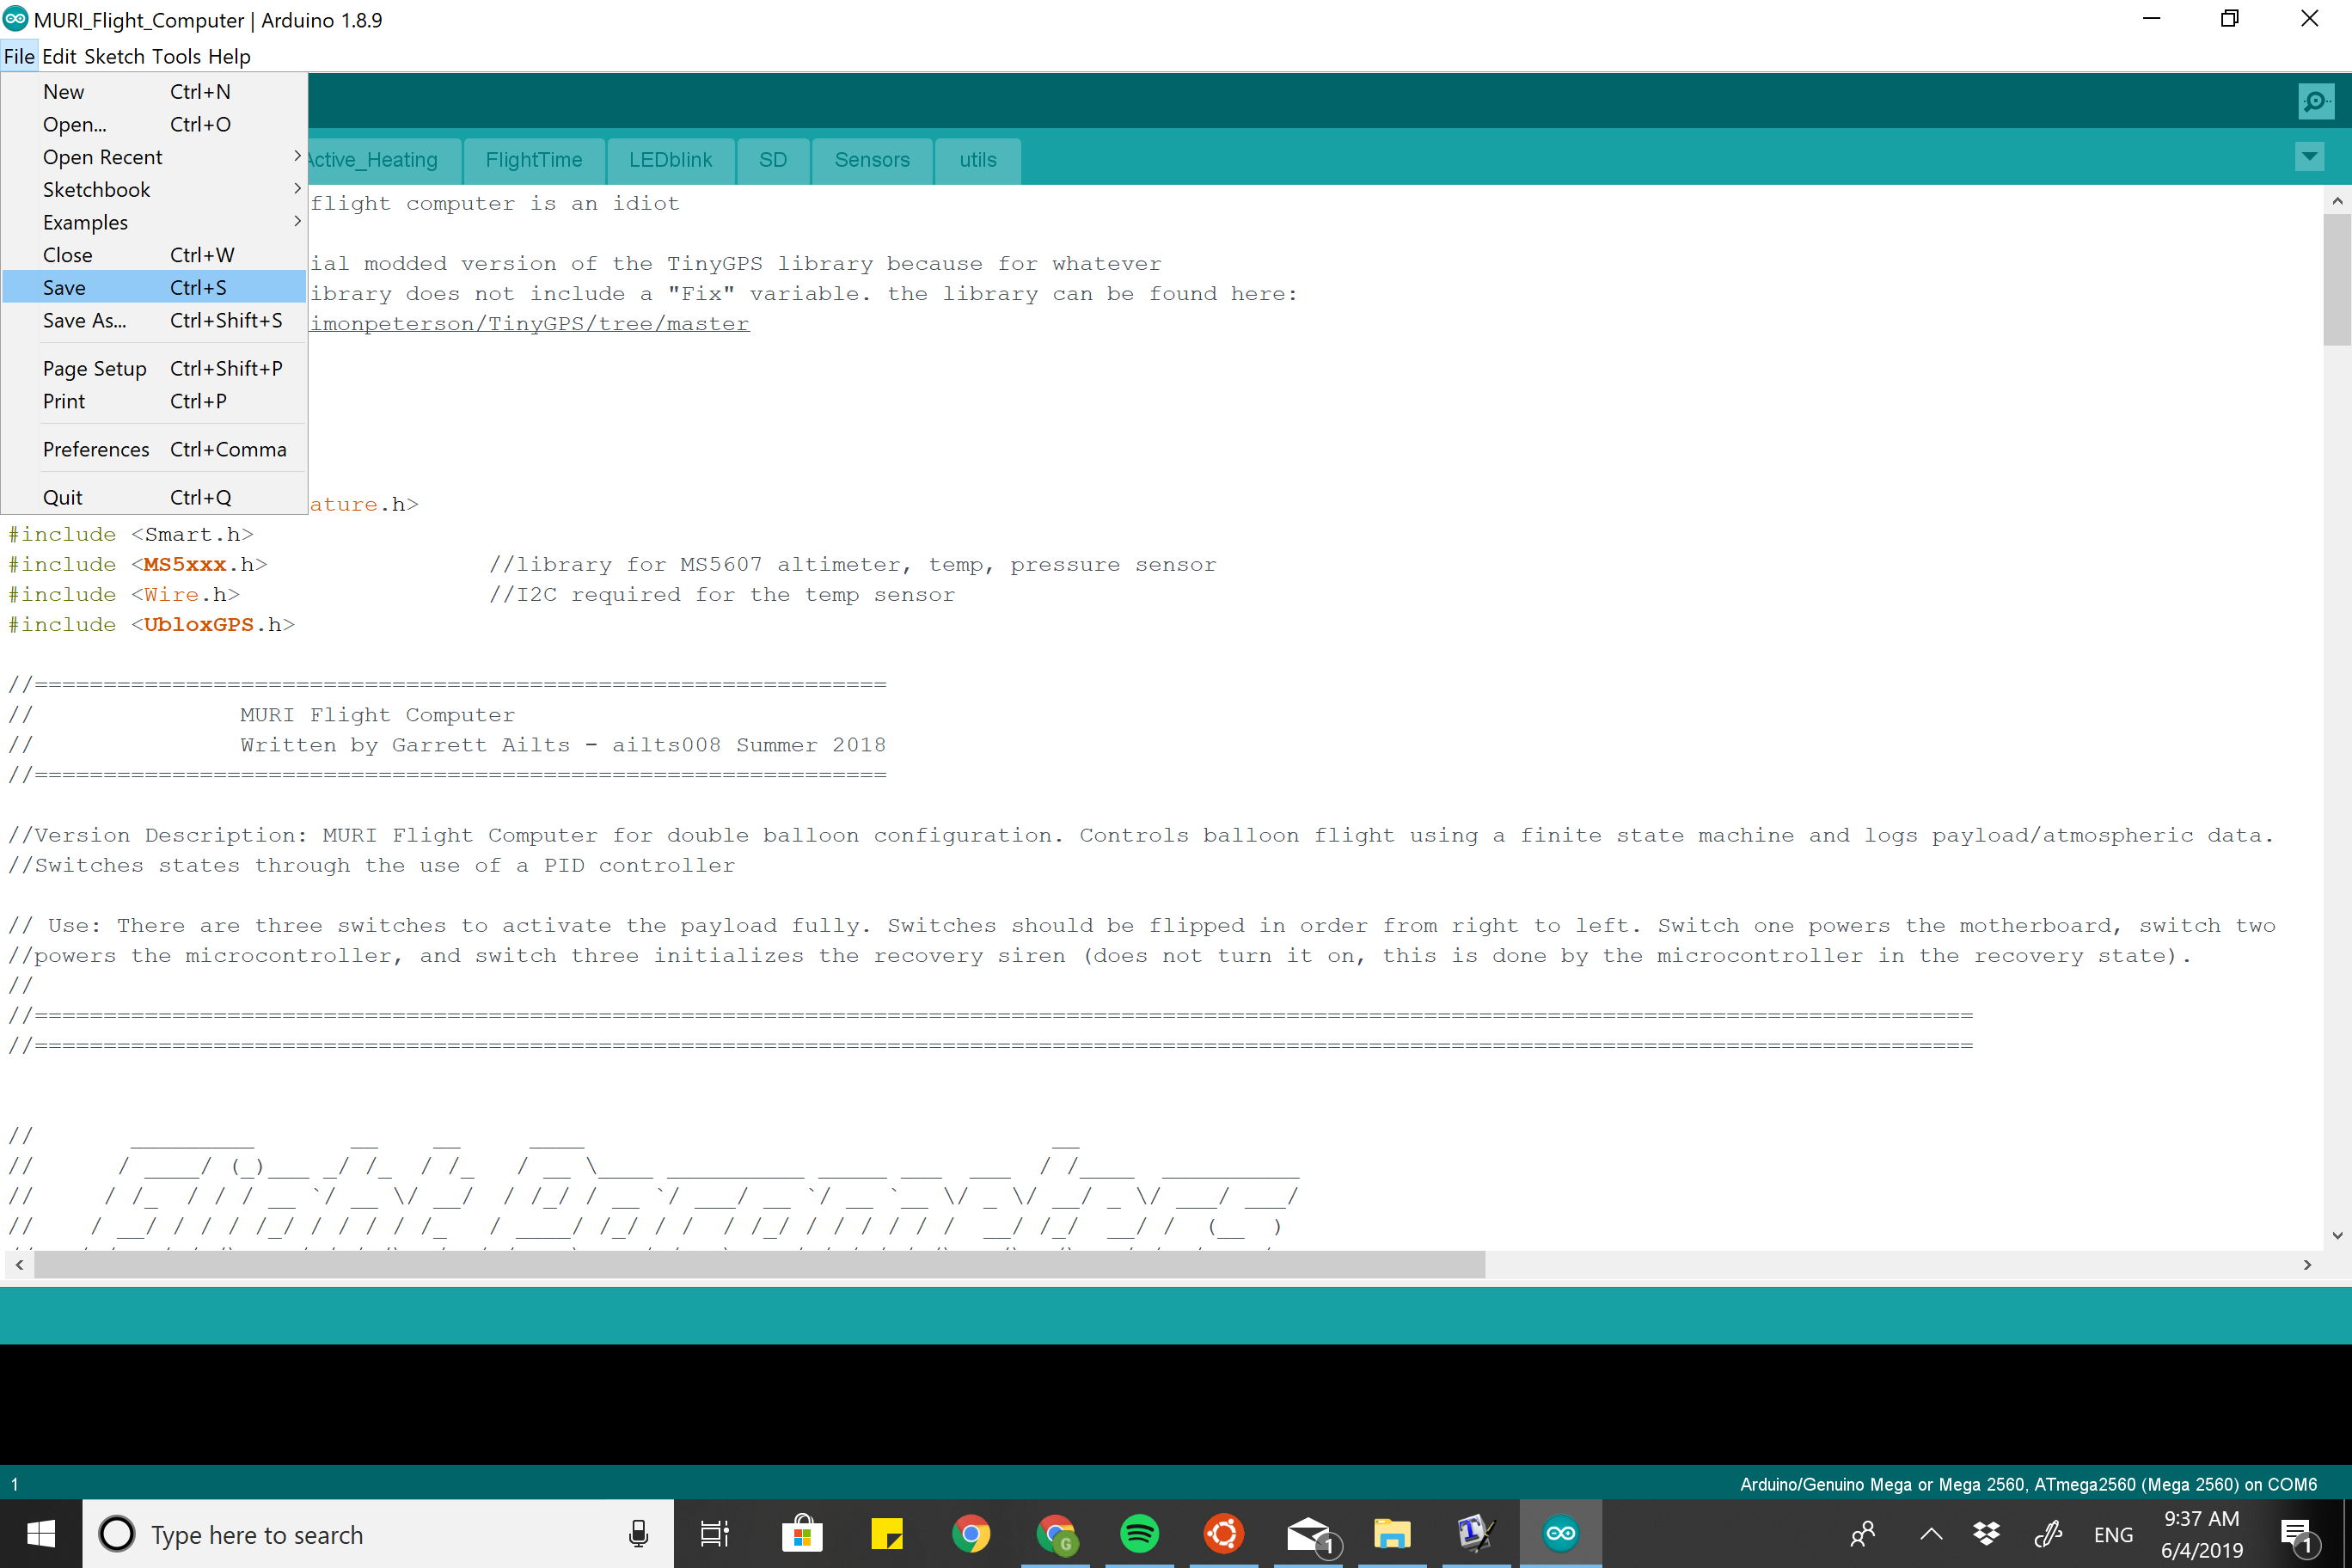 MURI_Flight_Computer | Arduino 1.8.9
File Edit Sketch Tools Help
New Ctrl+N
Open... Ctrl+O
Open Recent
Sketchbook
Examples
Close Ctrl+W
Save Ctrl+S
Save As... Ctrl+Shift+S
Page Setup Ctrl+Shift+P
Print Ctrl+P
Preferences Ctrl+Comma
Quit Ctrl+Q
Active_Heating FlightTime LEDblink SD Sensors utils
flight computer is an idiot
ial modded version of the TinyGPS library because for whatever
ibrary does not include a "Fix" variable. the library can be found here:
imonpeterson/TinyGPS/tree/master
ature.h>
#include <Smart.h>
#include <MS5xxx.h> //library for MS5607 altimeter, temp, pressure sensor
#include <Wire.h> //I2C required for the temp sensor
#include <UbloxGPS.h>
//==============================================================
// MURI Flight Computer
// Written by Garrett Ailts - ailts008 Summer 2018
//==============================================================
//Version Description: MURI Flight Computer for double balloon configuration. Controls balloon flight using a finite state machine and logs payload/atmospheric data.
//Switches states through the use of a PID controller
// Use: There are three switches to activate the payload fully. Switches should be flipped in order from right to left. Switch one powers the motherboard, switch two
//powers the microcontroller, and switch three initializes the recovery siren (does not turn it on, this is done by the microcontroller in the recovery state).
//
//=============================================================================================================================================
//=============================================================================================================================================
//
//
//
//
1
Arduino/Genuino Mega or Mega 2560, ATmega2560 (Mega 2560) on COM6
Type here to search
G
1
ENG
9:37 AM
6/4/2019
1